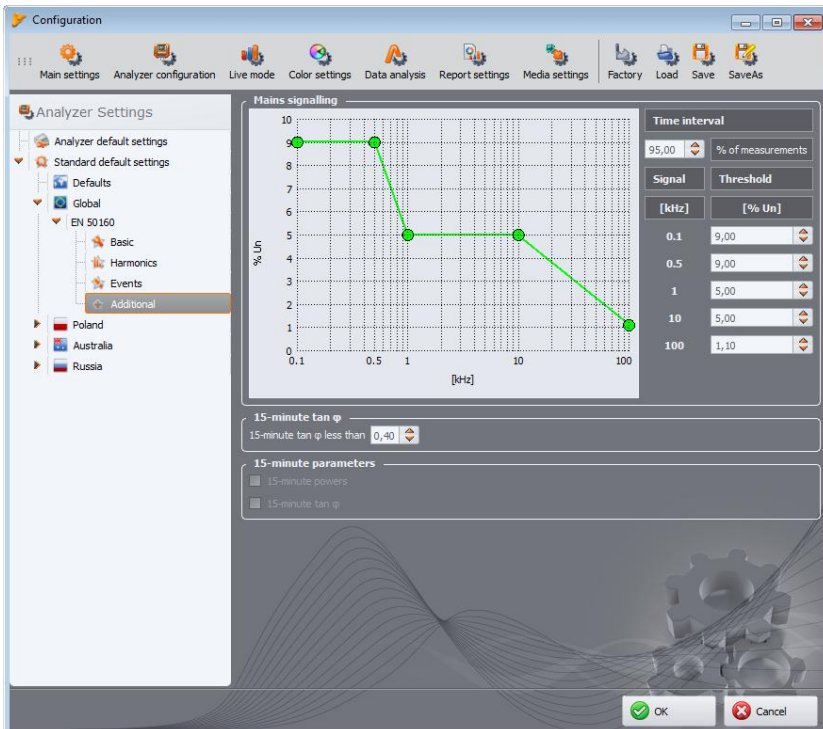 Configuration
Main settings Analyzer configuration Live mode Color settings Data analysis Report settings Media settings Factory Load Save SaveAs
Analyzer Settings
Analyzer default settings
Standard default settings
Defaults
Global
EN 50160
Basic
Harmonics
Events
Additional
Poland
Australia
Russia
Mains signalling
10
9
8
7
6
5
4
3
2
1
0
% Un
0.1 0.5 1 10 100
[kHz]
Time interval
95,00 % of measurements
Signal Threshold
[kHz] [% Un]
0.1 9,00
0.5 9,00
1 5,00
10 5,00
100 1,10
15-minute tan φ
15-minute tan φ less than 0,40
15-minute parameters
15-minute powers
15-minute tan φ
OK Cancel